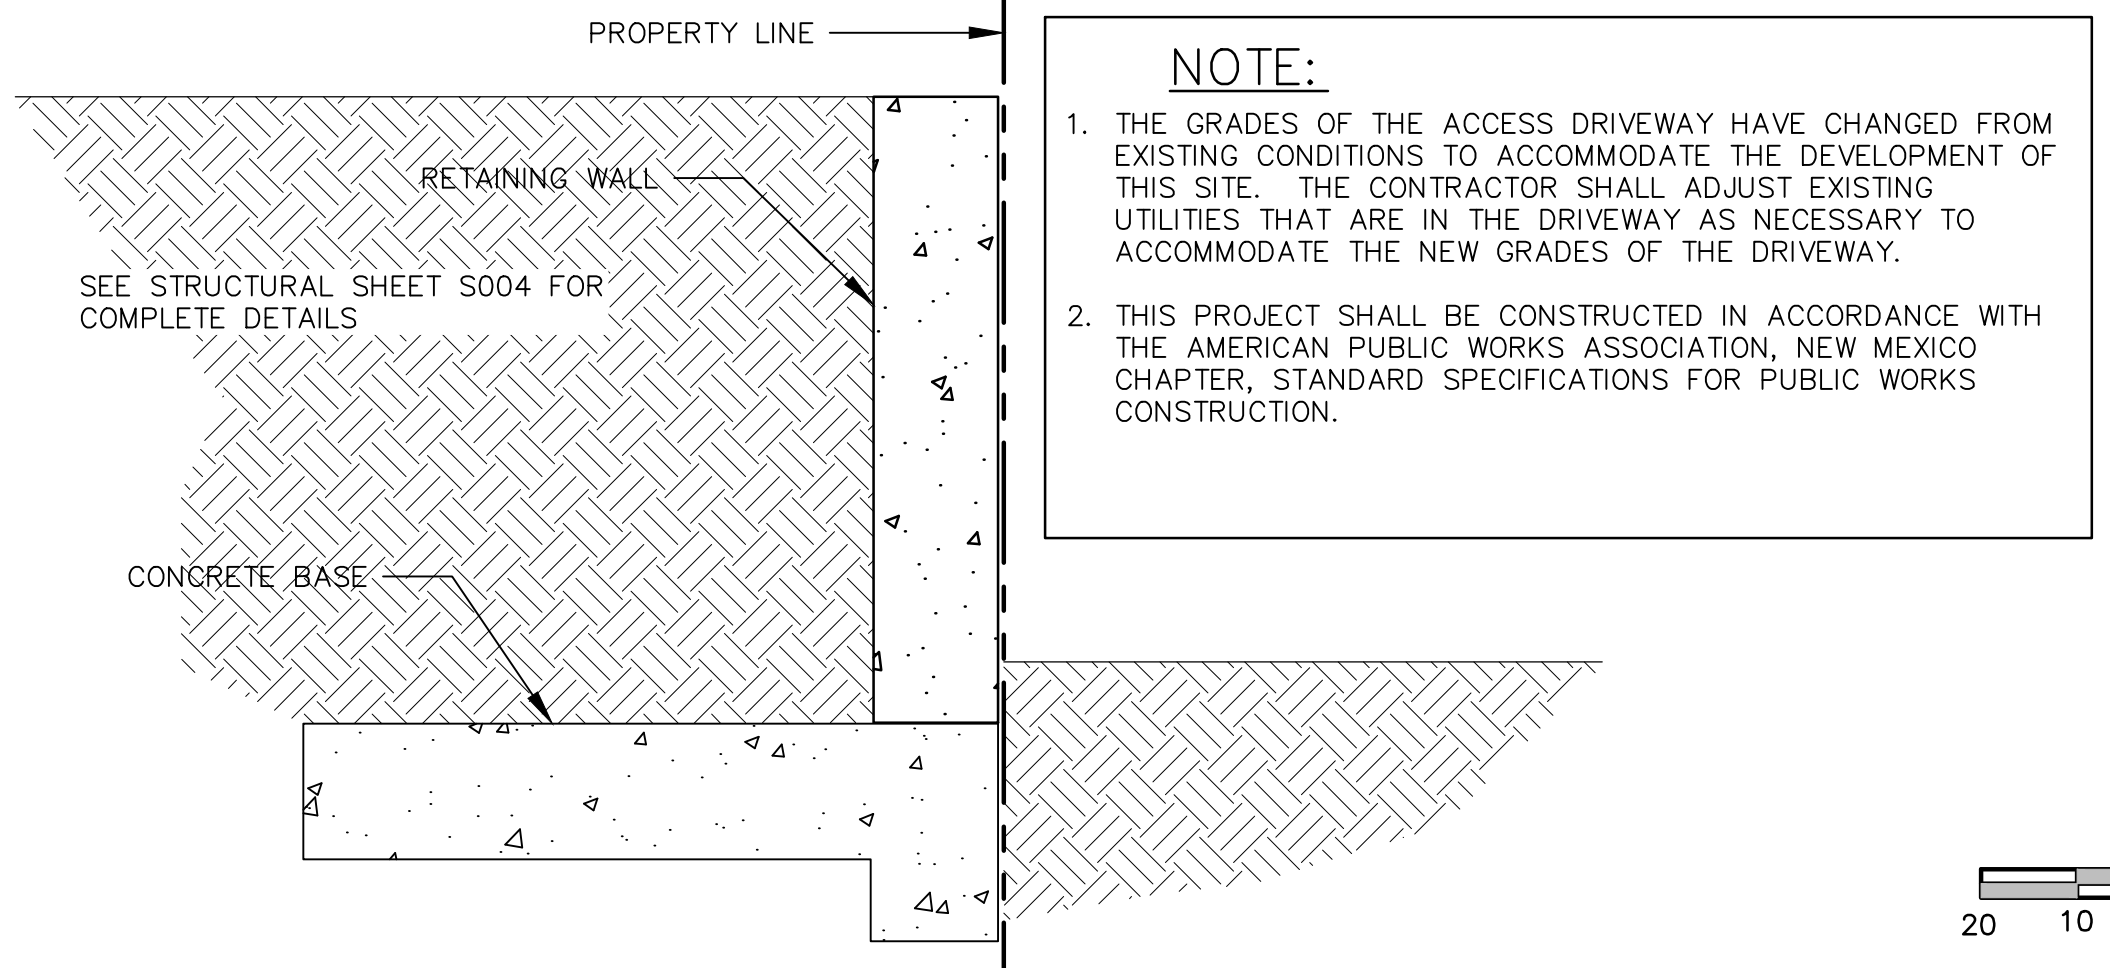 PROPERTY LINE
NOTE:
1. THE GRADES OF THE ACCESS DRIVEWAY HAVE CHANGED FROM
EXISTING CONDITIONS TO ACCOMMODATE THE DEVELOPMENT OF
THIS SITE. THE CONTRACTOR SHALL ADJUST EXISTING
UTILITIES THAT ARE IN THE DRIVEWAY AS NECESSARY TO
ACCOMMODATE THE NEW GRADES OF THE DRIVEWAY.
2. THIS PROJECT SHALL BE CONSTRUCTED IN ACCORDANCE WITH
THE AMERICAN PUBLIC WORKS ASSOCIATION, NEW MEXICO
CHAPTER, STANDARD SPECIFICATIONS FOR PUBLIC WORKS
CONSTRUCTION.
RETAINING WALL
SEE STRUCTURAL SHEET S004 FOR
COMPLETE DETAILS
CONCRETE BASE
20 10